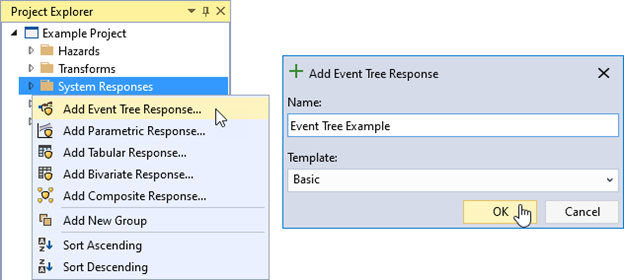 Project Explorer
Example Project
Hazards
Transforms
System Responses
Add Event Tree Response...
Add Parametric Response...
Add Tabular Response...
Add Bivariate Response...
Add Composite Response...
Add New Group
Sort Ascending
Sort Descending
Add Event Tree Response
Name:
Event Tree Example
Template:
Basic
OK
Cancel